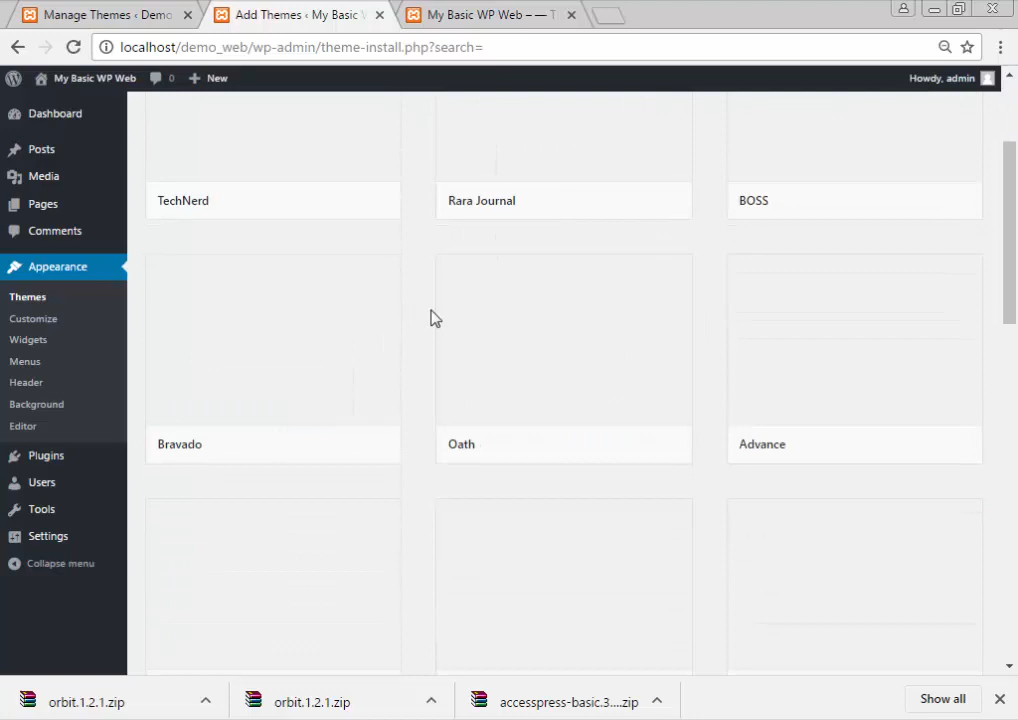 Manage Themes ‹ Demo
Add Themes ‹ My Basic W
My Basic WP Web – — T
localhost/demo_web/wp-admin/theme-install.php?search=
My Basic WP Web
0
New
Howdy, admin
Dashboard
Posts
Media
Pages
Comments
Appearance
Themes
Customize
Widgets
Menus
Header
Background
Editor
Plugins
Users
Tools
Settings
Collapse menu
TechNerd
Rara Journal
BOSS
Bravado
Oath
Advance
orbit.1.2.1.zip
orbit.1.2.1.zip
accesspress-basic.3....zip
Show all